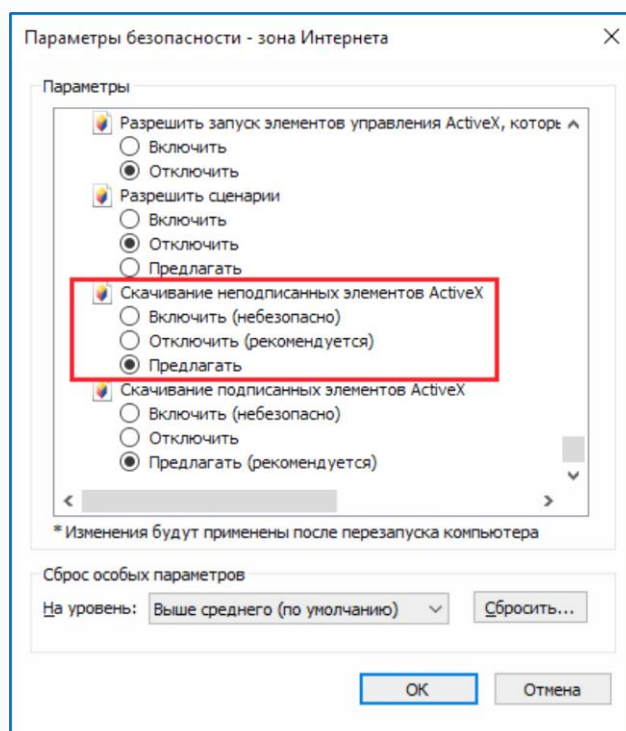 Параметры безопасности - зона Интернета
Параметры
Разрешить запуск элементов управления ActiveX, которь
Включить
Отключить
Разрешить сценарии
Включить
Отключить
Предлагать
Скачивание неподписанных элементов ActiveX
Включить (небезопасно)
Отключить (рекомендуется)
Предлагать
Скачивание подписанных элементов ActiveX
Включить (небезопасно)
Отключить
Предлагать (рекомендуется)
* Изменения будут применены после перезапуска компьютера
Сброс особых параметров
На уровень: Выше среднего (по умолчанию) Сбросить...
ОК Отмена